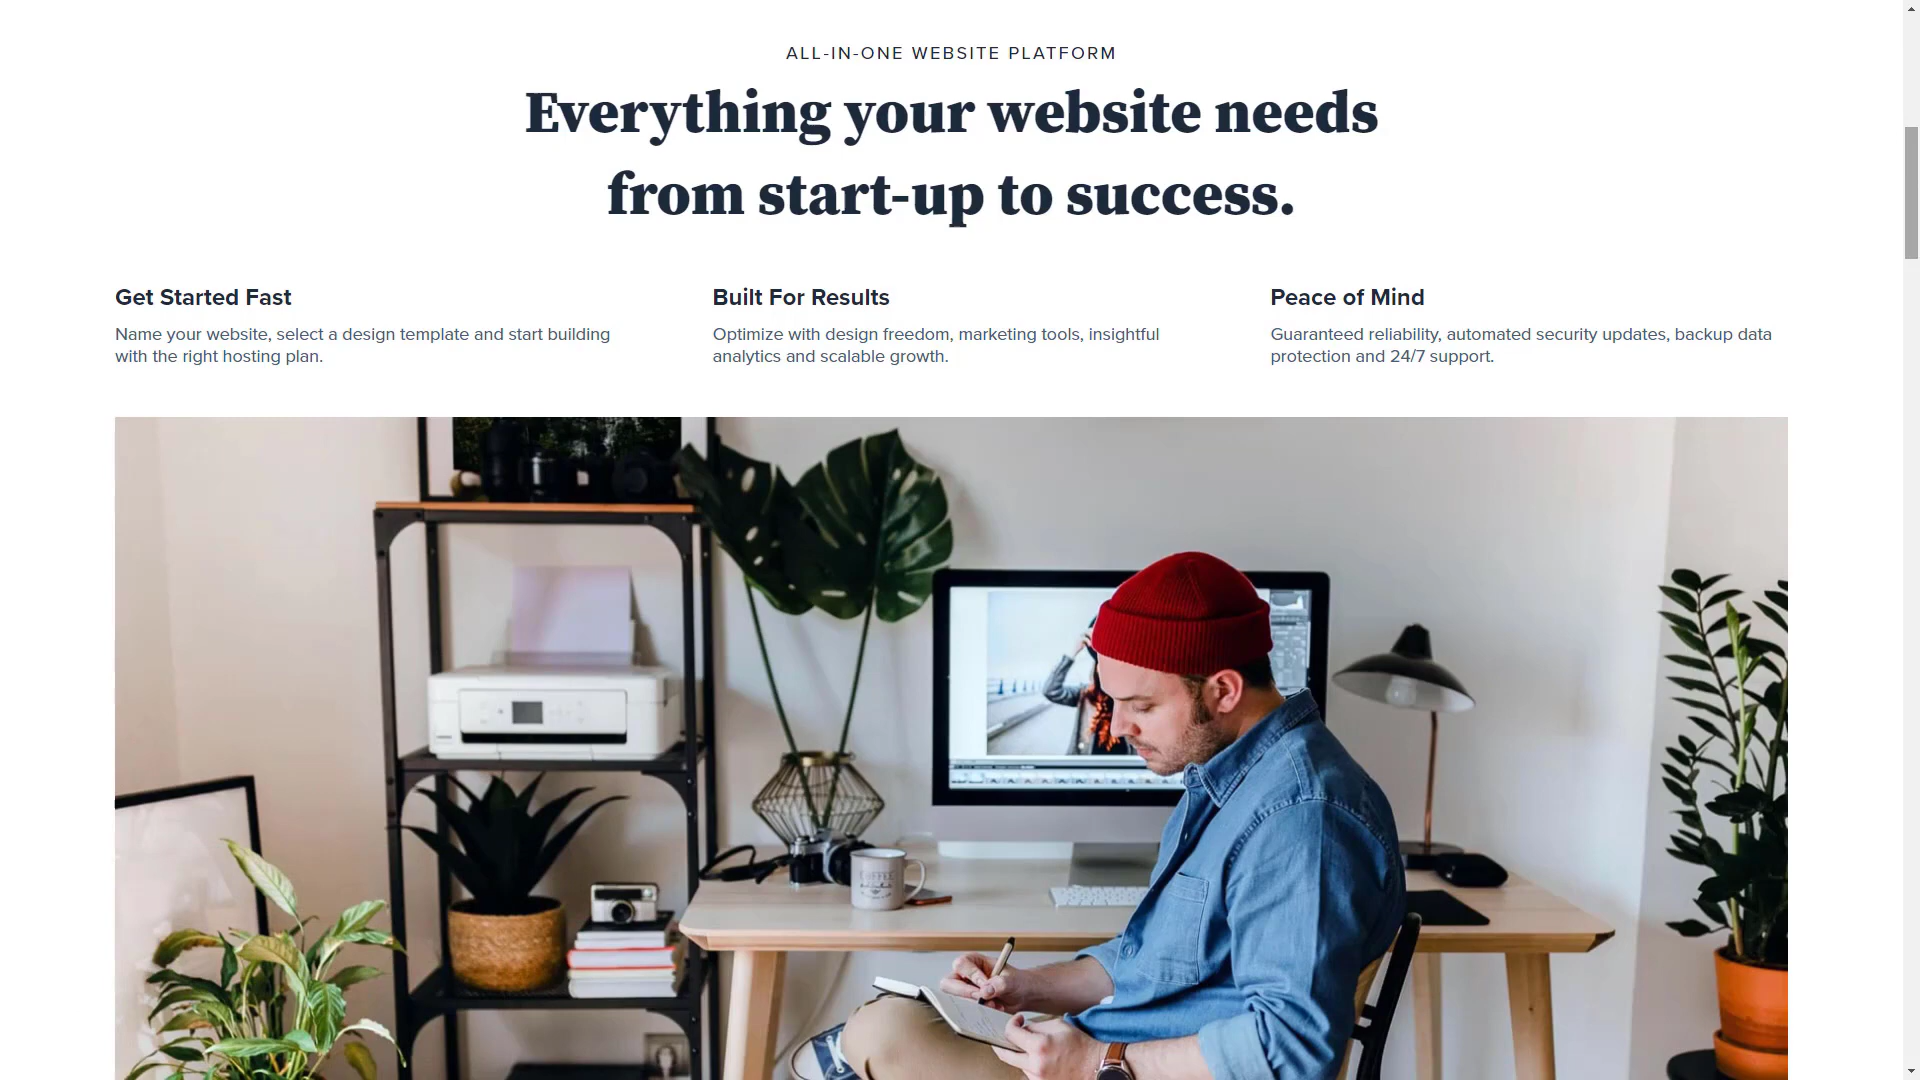 ALL-IN-ONE WEBSITE PLATFORM
Everything your website needs
from start-up to success.
Get Started Fast
Name your website, select a design template and start building
with the right hosting plan.
Built For Results
Optimize with design freedom, marketing tools, insightful
analytics and scalable growth.
Peace of Mind
Guaranteed reliability, automated security updates, backup data
protection and 24/7 support.
COFFEE